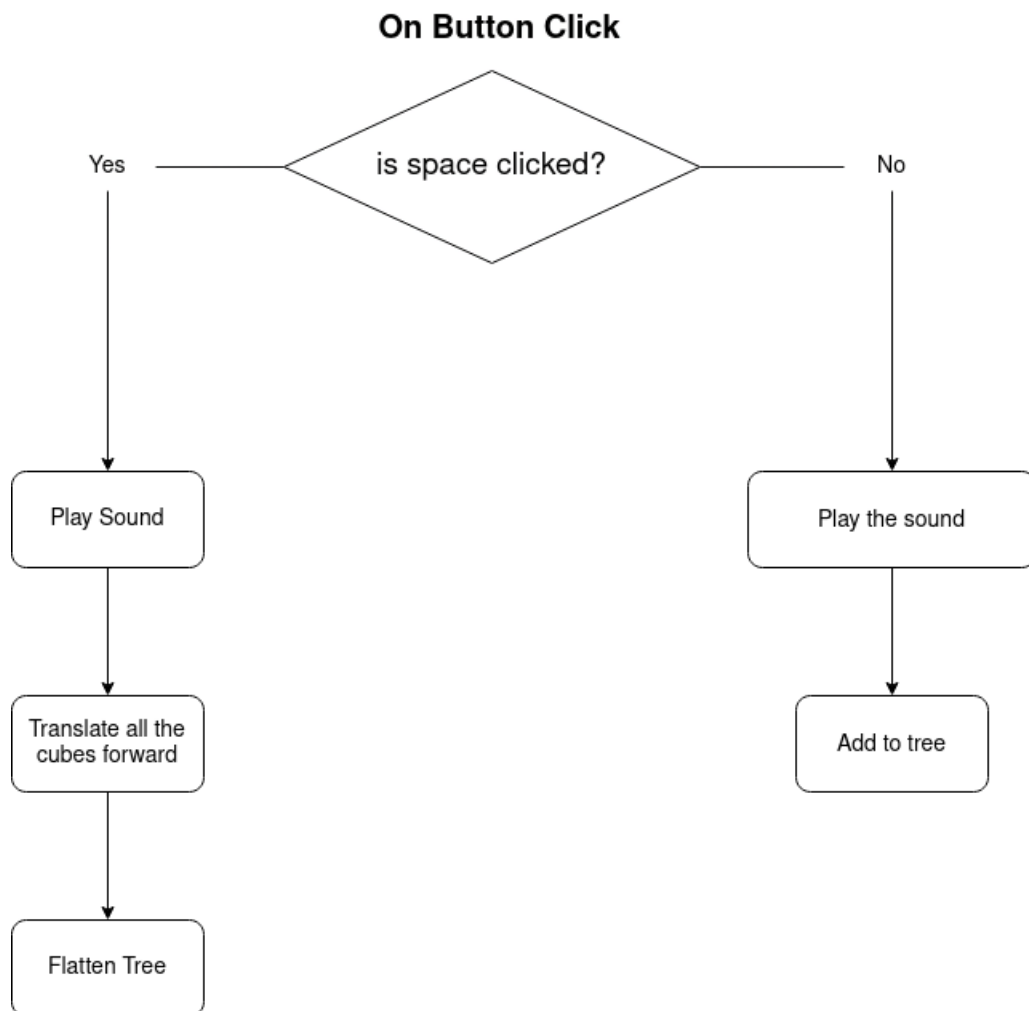 On Button Click
is space clicked?
Yes
No
Play Sound
Play the sound
Translate all the
cubes forward
Add to tree
Flatten Tree